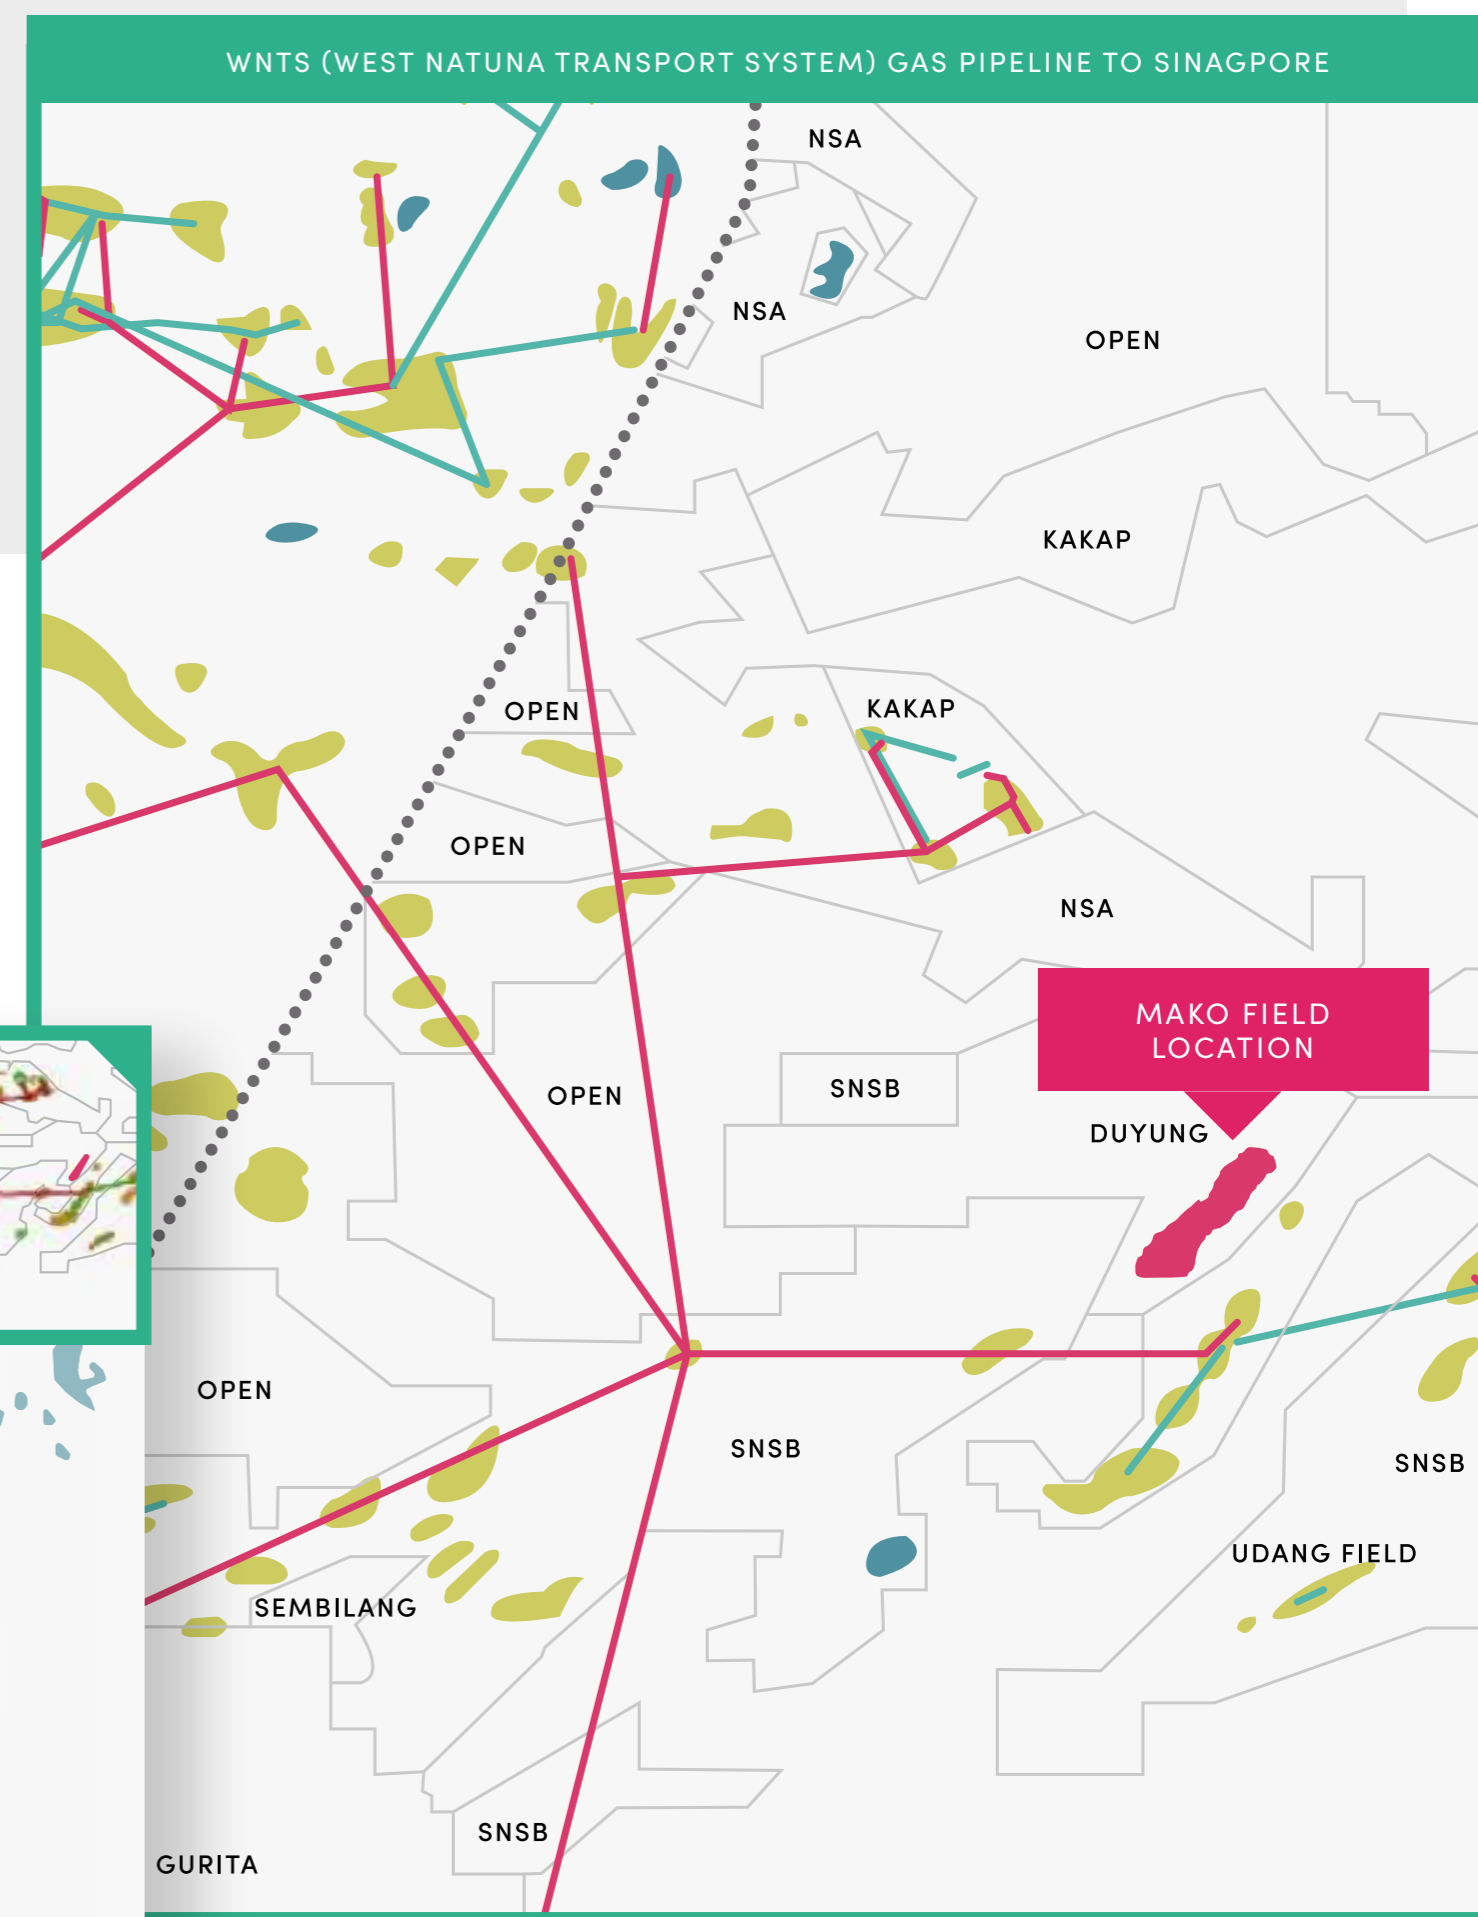 WNTS (WEST NATUNA TRANSPORT SYSTEM) GAS PIPELINE TO SINAGPORE
NSA
NSA
OPEN
KAKAP
OPEN
KAKAP
OPEN
NSA
MAKO FIELD
LOCATION
SNSB
OPEN
DUYUNG
OPEN
SNSB
SNSB
UDANG FIELD
SEMBILANG
SNSB
GURITA